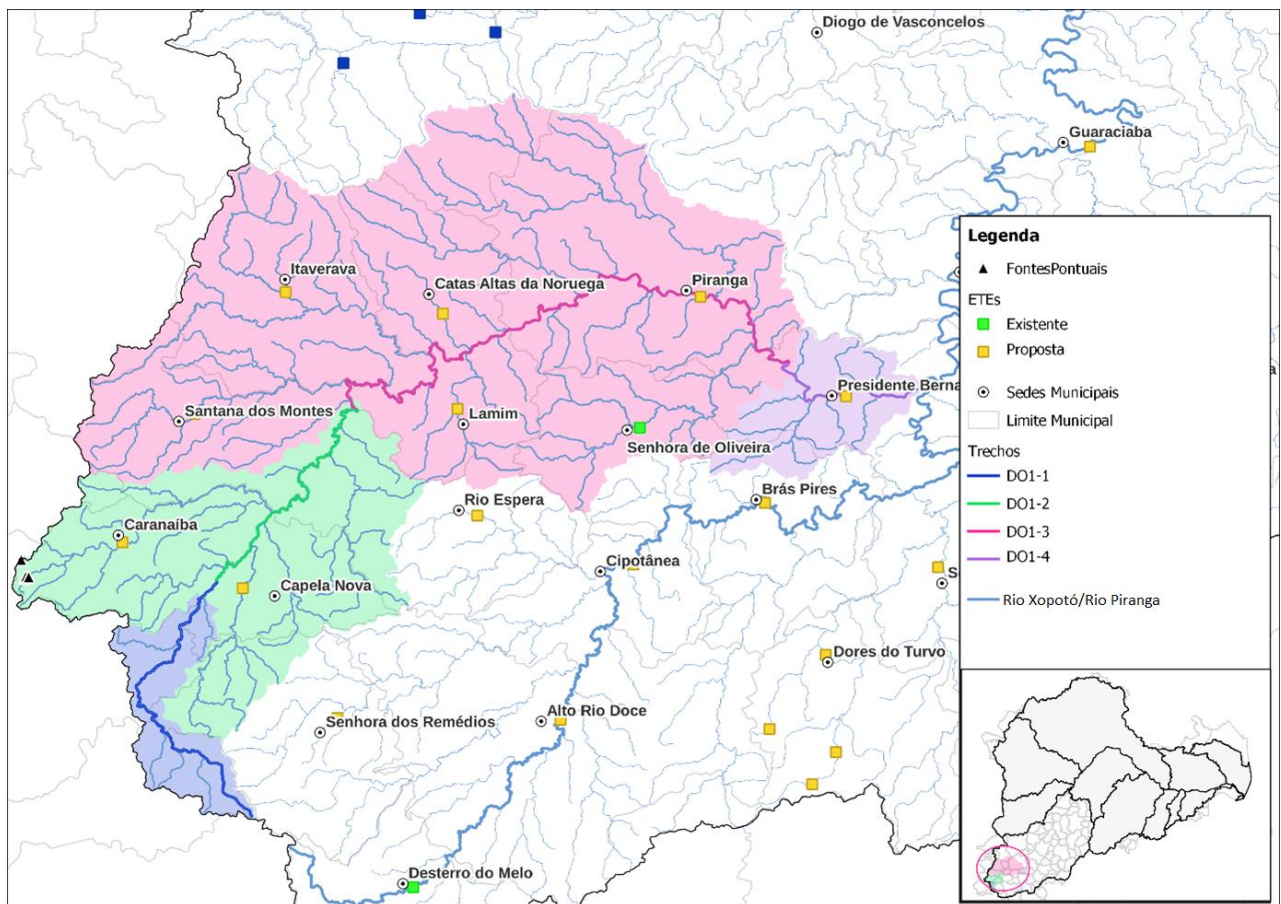 Diogo de Vasconcelos
Guaraciaba
Itaverava
Catas Altas da Noruega
Piranga
Presidente Berna
Santana dos Montes
Lamim
Senhora de Oliveira
Rio Espera
Brás Pires
Caranaíba
Cipotânea
S
Capela Nova
Dores do Turvo
Senhora dos Remédios
Alto Rio Doce
Desterro do Melo
a
Legenda
FontesPontuais
ETEs
Existente
Proposta
Sedes Municipais
Limite Municipal
Trechos
DO1-1
DO1-2
DO1-3
DO1-4
Rio Xopotó/Rio Piranga